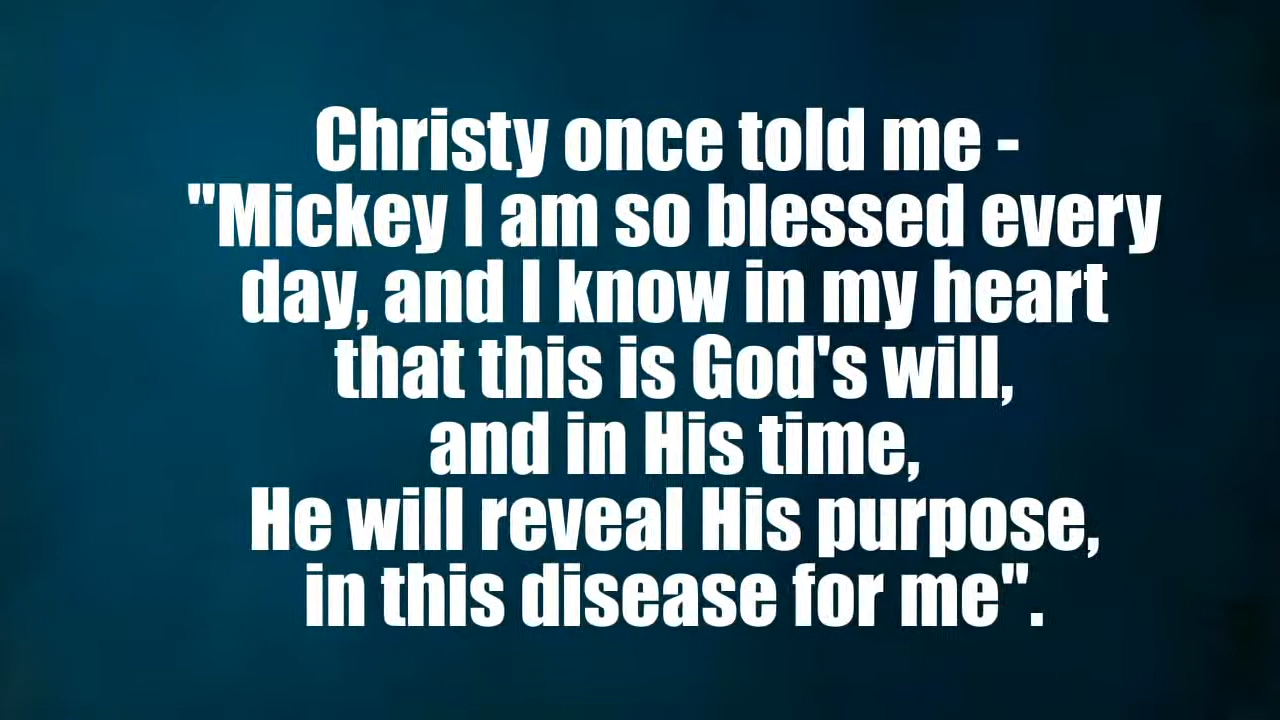 Christy once told me -
"Mickey I am so blessed every
day, and I know in my heart
that this is God's will,
and in His time,
He will reveal His purpose,
in this disease for me".